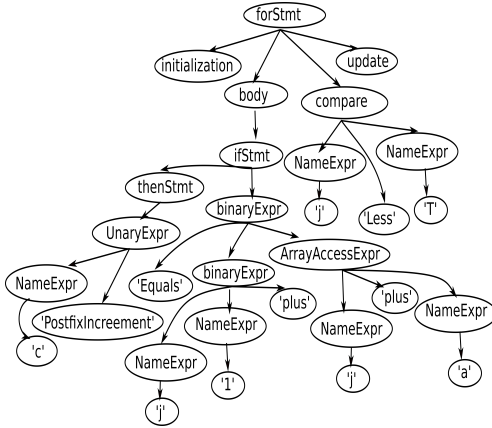 forStmt
initialization
update
body
compare
ifStmt
NameExpr
NameExpr
thenStmt
binaryExpr
'j'
'Less'
'T'
UnaryExpr
ArrayAccessExpr
NameExpr
'Equals'
binaryExpr
'plus'
'plus'
'PostfixIncrement'
NameExpr
NameExpr
NameExpr
'c'
NameExpr
'1'
'j'
'a'
'j'